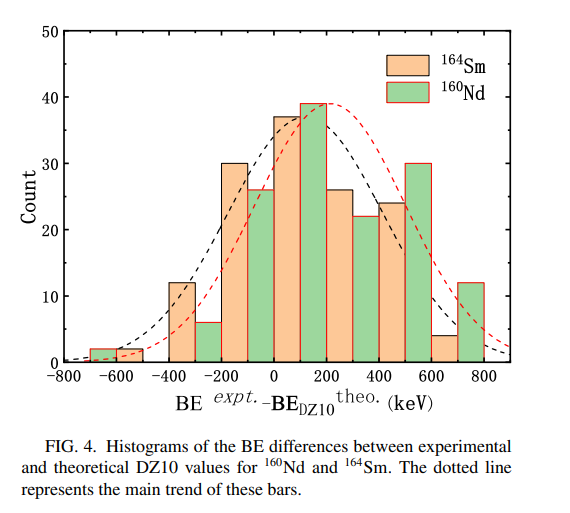 50
40
30
20
10
0
Count
¹⁶⁴Sm
¹⁶⁰Nd
−800 −600 −400 −200 0 200 400 600 800
BE expt. -BE_DZ10 theo. (keV)
FIG. 4. Histograms of the BE differences between experimental
and theoretical DZ10 values for ¹⁶⁰Nd and ¹⁶⁴Sm. The dotted line
represents the main trend of these bars.